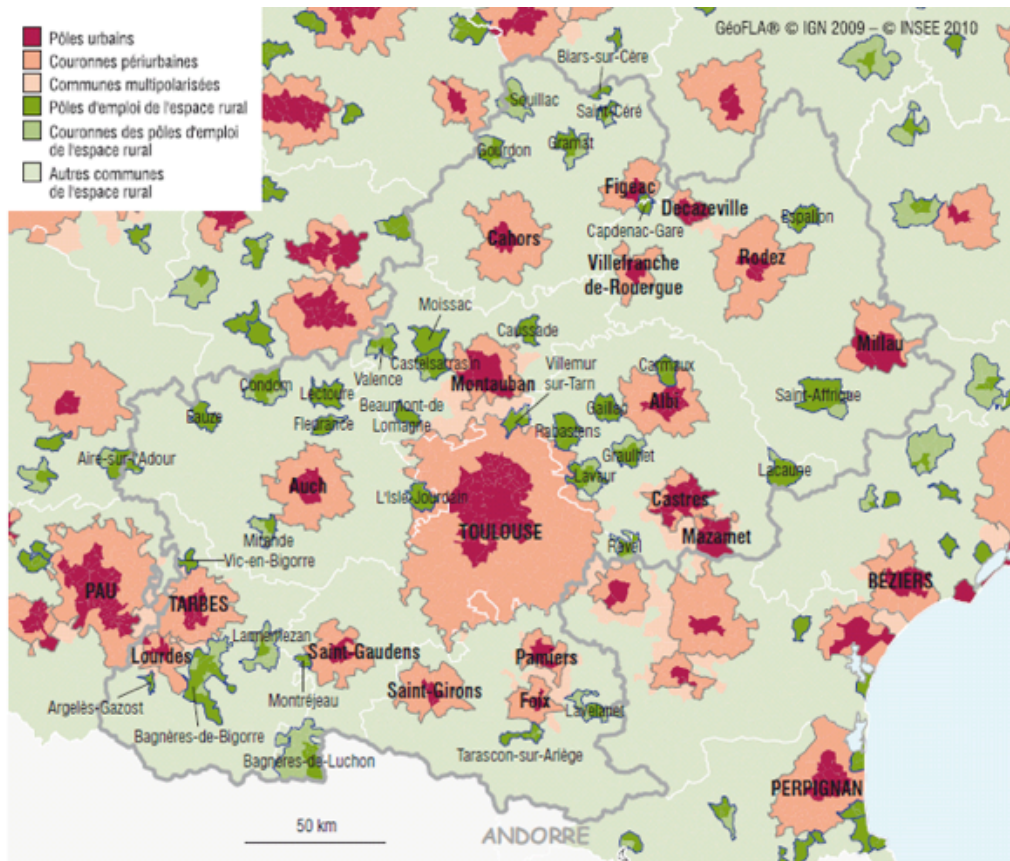 GéoFLA® © IGN 2009 – © INSEE 2010
Pôles urbains
Couronnes périurbaines
Communes multipolarisées
Pôles d'emploi de l'espace rural
Couronnes des pôles d'emploi
de l'espace rural
Autres communes
de l'espace rural
Biars-sur-Cère
Souillac
Saint-Céré
Gourdon
Gramat
Figeac
Decazeville
Capdenac-Gare
Espalion
Cahors
Villefranche
de-Rouergue
Rodez
Moissac
Caussade
Millau
Castelsarrasin
Valence
Villemur
sur-Tarn
Carmaux
Montauban
Condom
Lectoure
Beaumont-de
Lomagne
Gaillac
Albi
Saint-Affrique
Eauze
Fleurance
Rabastens
Graulhet
Aire-sur-l'Adour
Lavaur
Lacaune
Auch
L'Isle-Jourdain
Castres
TOULOUSE
Mazamet
Mirande
Revel
Vic-en-Bigorre
PAU
TARBES
BÉZIERS
Lannemezan
Lourdes
Saint-Gaudens
Pamiers
Montréjeau
Saint-Girons
Foix
Lavelanet
Argelès-Gazost
Bagnères-de-Bigorre
Tarascon-sur-Ariège
Bagnères-de-Luchon
PERPIGNAN
50 km
ANDORRE